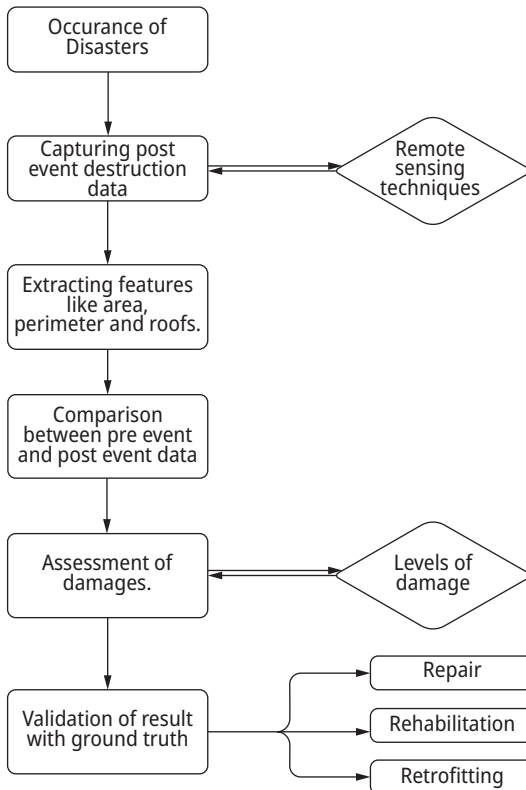 Occurance of
Disasters
Capturing post
event destruction
data
Remote
sensing
techniques
Extracting features
like area,
perimeter and roofs.
Comparison
between pre event
and post event data
Assessment of
damages.
Levels of
damage
Validation of result
with ground truth
Repair
Rehabilitation
Retrofitting